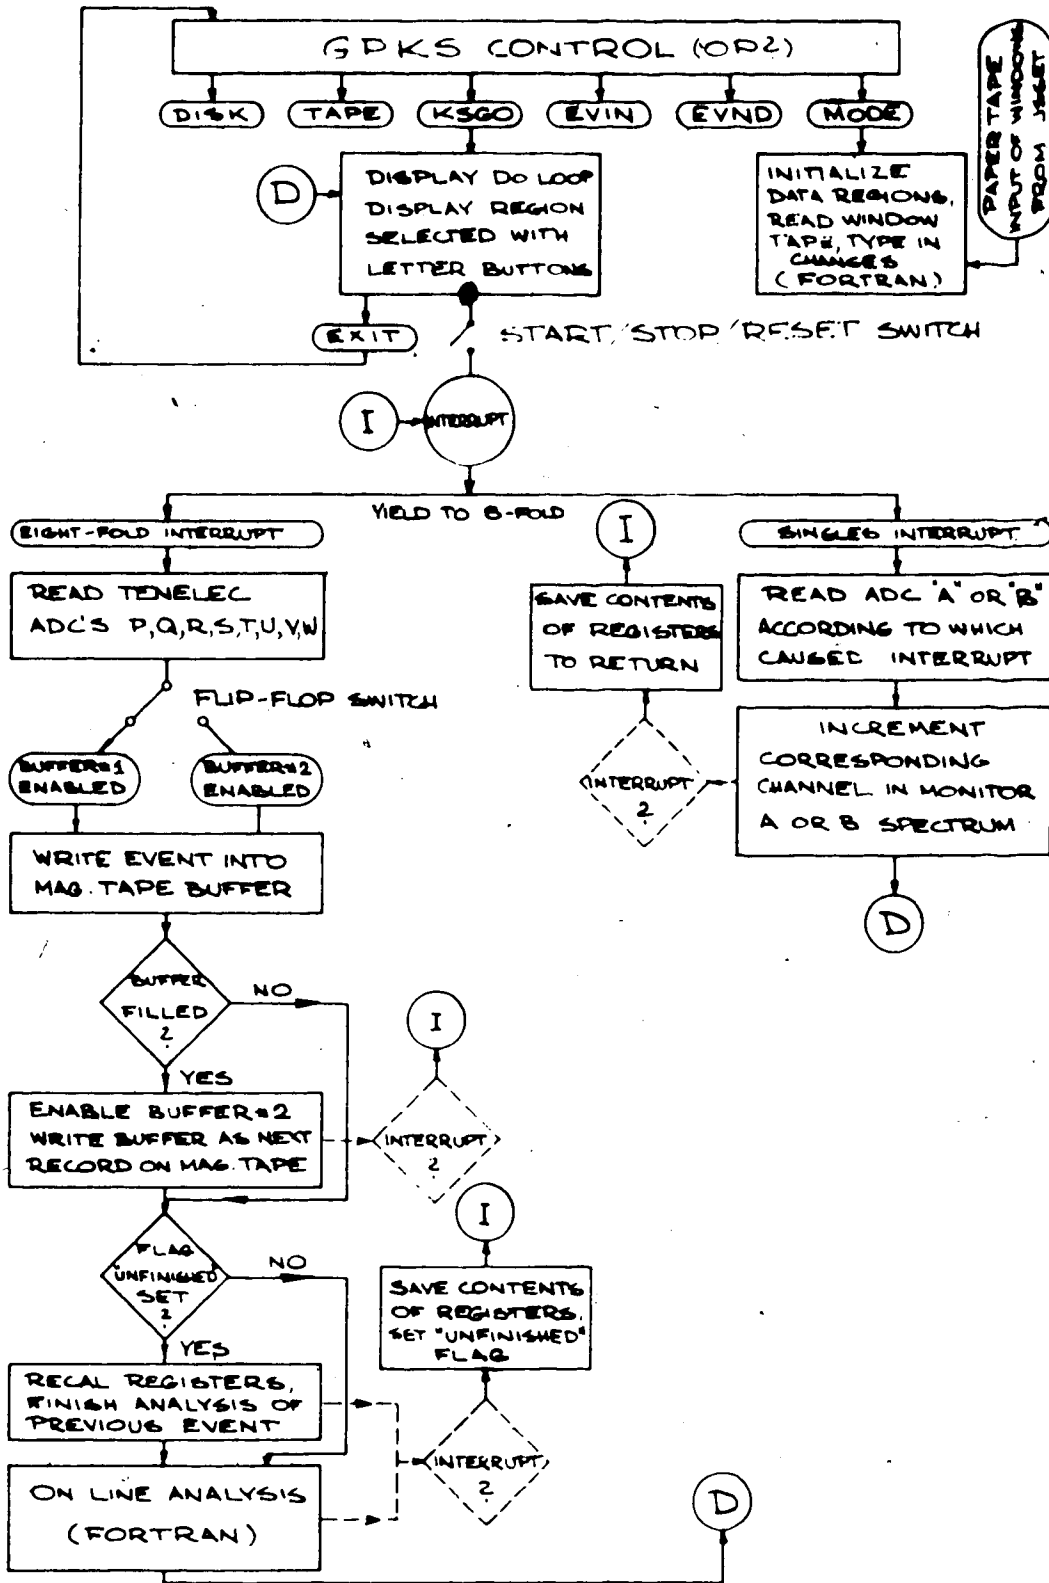 GPKS CONTROL (OP2)
DISK
TAPE
KSGO
EVIN
EVND
MODE
PAPER TAPE
INPUT OF WINDOWS
FROM JSGET
D
DISPLAY DO LOOP
DISPLAY REGION
SELECTED WITH
LETTER BUTTONS
INITIALIZE
DATA REGIONS,
READ WINDOW
TAPE, TYPE IN
CHANGES
(FORTRAN)
EXIT
START/STOP/RESET SWITCH
I
INTERRUPT
YIELD TO 8-FOLD
EIGHT-FOLD INTERRUPT
I
SINGLES INTERRUPT
READ TENELEC
ADC'S P,Q,R,S,T,U,V,W
SAVE CONTENTS
OF REGISTERS
TO RETURN
READ ADC "A" OR "B"
ACCORDING TO WHICH
CAUSED INTERRUPT
FLIP-FLOP SWITCH
BUFFER#1
ENABLED
BUFFER#2
ENABLED
INTERRUPT
?
INCREMENT
CORRESPONDING
CHANNEL IN MONITOR
A OR B SPECTRUM
WRITE EVENT INTO
MAG. TAPE BUFFER
D
BUFFER
FILLED
?
NO
I
YES
ENABLE BUFFER#2
WRITE BUFFER AS NEXT
RECORD ON MAG. TAPE
INTERRUPT
?
FLAG
"UNFINISHED"
SET
?
NO
I
SAVE CONTENTS
OF REGISTERS,
SET "UNFINISHED"
FLAG
YES
RECAL REGISTERS,
FINISH ANALYSIS OF
PREVIOUS EVENT
INTERRUPT
?
ON LINE ANALYSIS
(FORTRAN)
D